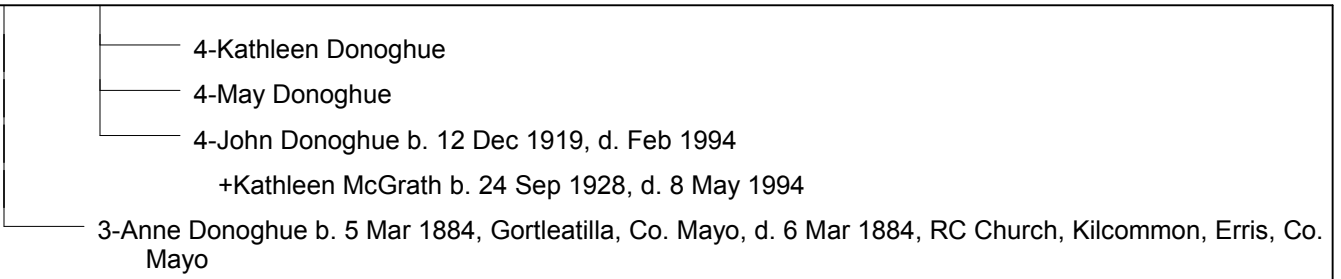 4-Kathleen Donoghue
4-May Donoghue
4-John Donoghue b. 12 Dec 1919, d. Feb 1994
+Kathleen McGrath b. 24 Sep 1928, d. 8 May 1994
3-Anne Donoghue b. 5 Mar 1884, Gortleatilla, Co. Mayo, d. 6 Mar 1884, RC Church, Kilcommon, Erris, Co.
Mayo